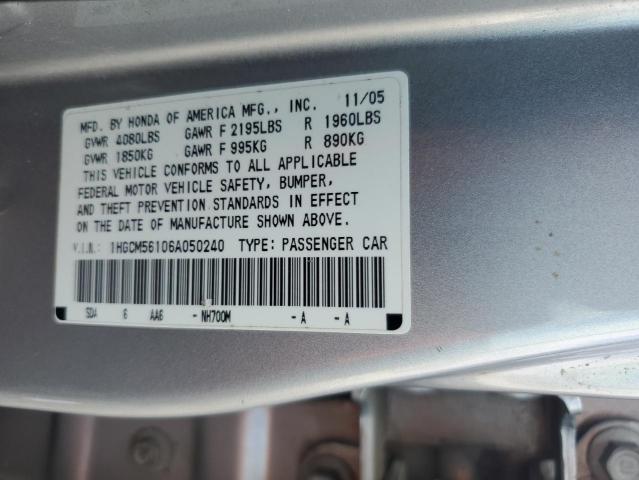 MFD. BY HONDA OF AMERICA MFG., INC. 11/05
GVWR 4080LBS GAWR F 2195LBS R 1960LBS
GVWR 1850KG GAWR F 995KG R 890KG
THIS VEHICLE CONFORMS TO ALL APPLICABLE
FEDERAL MOTOR VEHICLE SAFETY, BUMPER,
AND THEFT PREVENTION STANDARDS IN EFFECT
ON THE DATE OF MANUFACTURE SHOWN ABOVE.
V.I.N.: 1HGCM56106A050240 TYPE: PASSENGER CAR
SDA 6 AA6 - NH700M - A - A